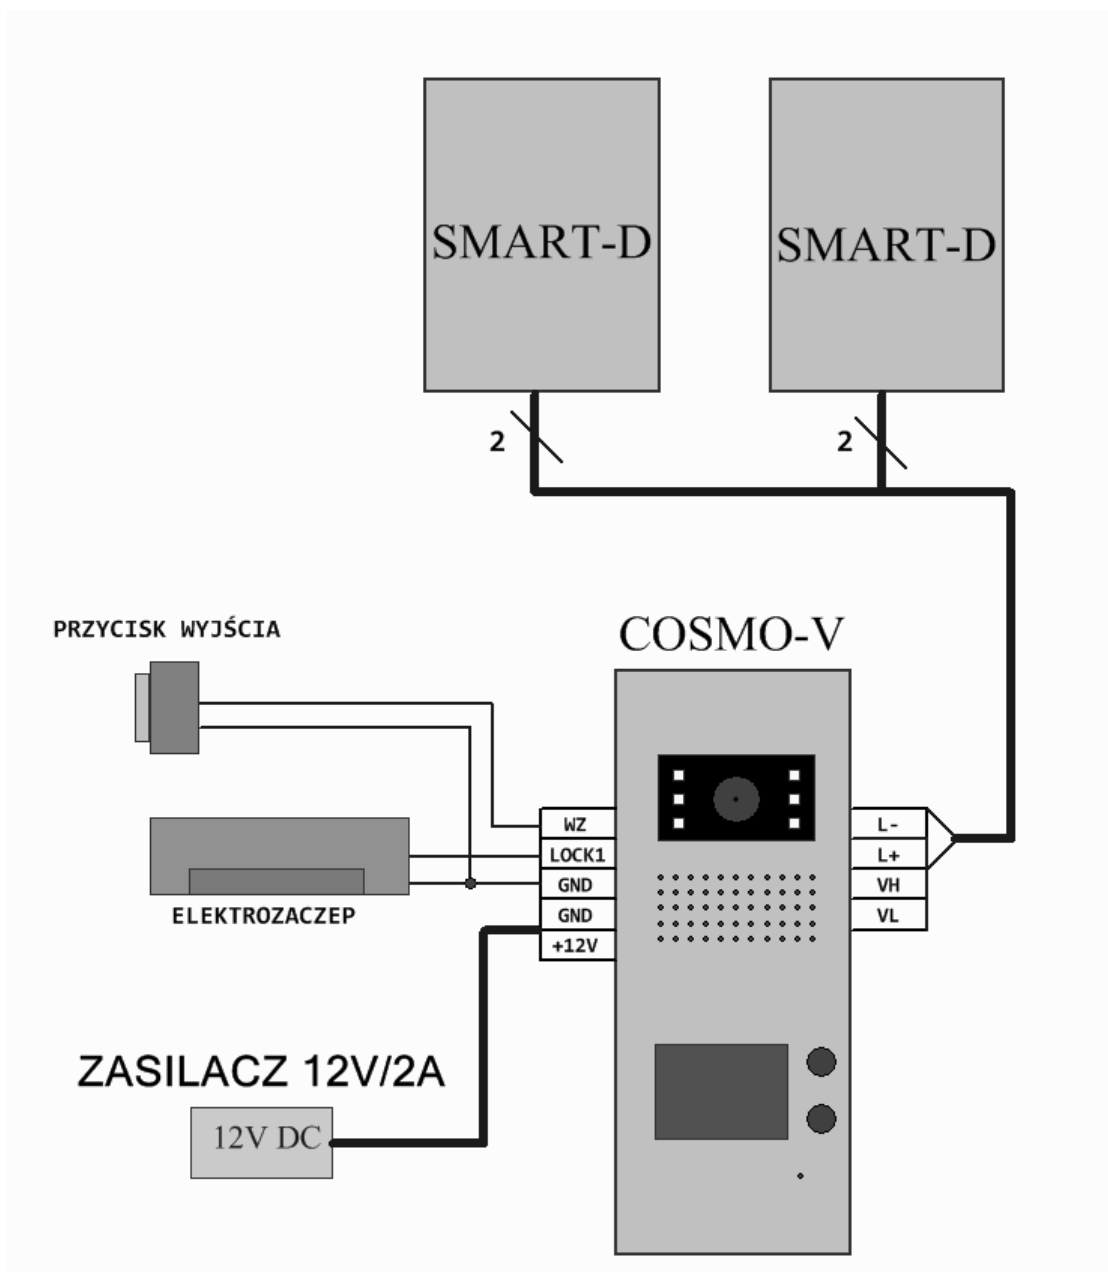 SMART-D
SMART-D
2
2
PRZYCISK WYJŚCIA
COSMO-V
WZ
LOCK1
GND
GND
+12V
L-
L+
VH
VL
ELEKTROZACZEP
ZASILACZ 12V/2A
12V DC